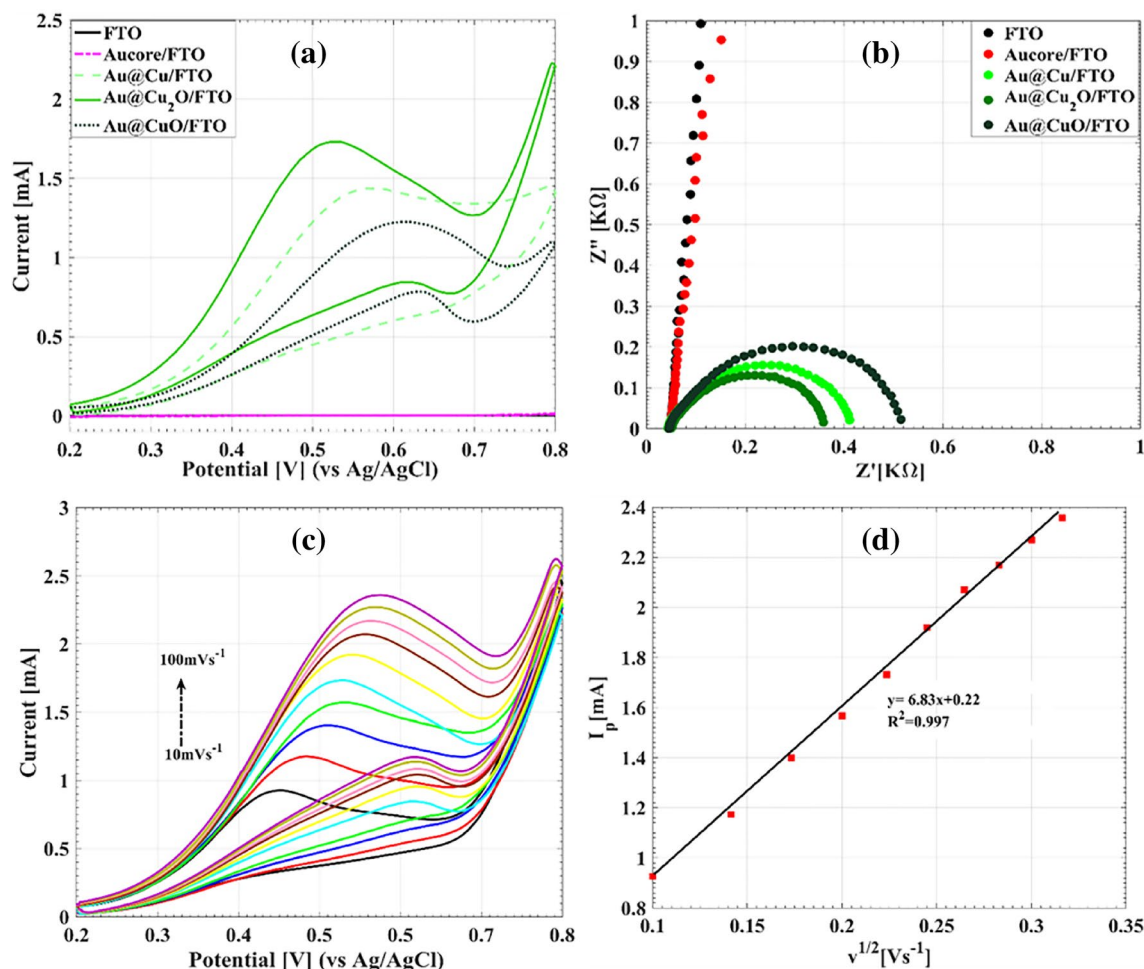 (a)
FTO
Aucore/FTO
Au@Cu/FTO
Au@Cu₂O/FTO
Au@CuO/FTO
2.5
2
1.5
1
0.5
0
Current [mA]
0.2 0.3 0.4 0.5 0.6 0.7 0.8
Potential [V] (vs Ag/AgCl)
(b)
FTO
Aucore/FTO
Au@Cu/FTO
Au@Cu₂O/FTO
Au@CuO/FTO
1
0.9
0.8
0.7
0.6
0.5
0.4
0.3
0.2
0.1
0
Z'' [KΩ]
0 0.2 0.4 0.6 0.8 1
Z'[KΩ]
(c)
3
2.5
2
1.5
1
0.5
0
Current [mA]
100mVs⁻¹
10mVs⁻¹
0.2 0.3 0.4 0.5 0.6 0.7 0.8
Potential [V] (vs Ag/AgCl)
(d)
2.4
2.2
2
1.8
1.6
1.4
1.2
1
0.8
Iₚ[mA]
y= 6.83x+0.22
R²=0.997
0.1 0.15 0.2 0.25 0.3 0.35
v¹/²[Vs⁻¹]